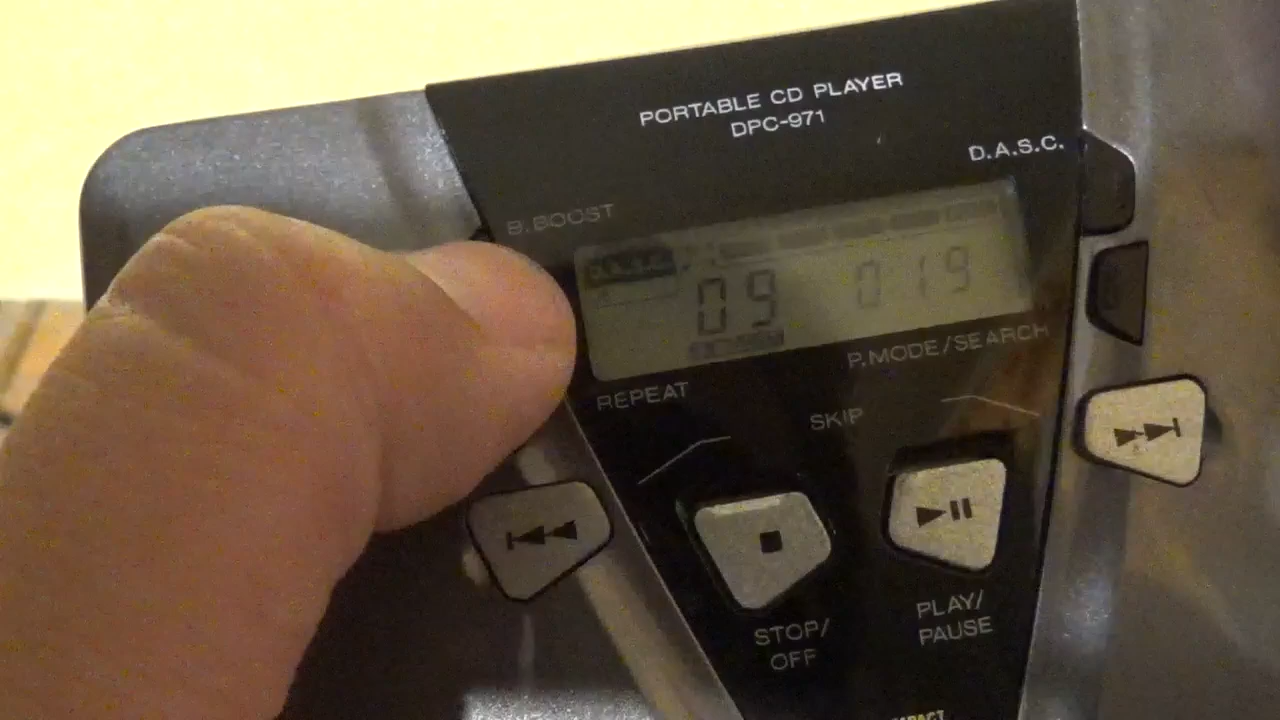 PORTABLE CD PLAYER
DPC-971
D.A.S.C.
B.BOOST
D.A.S.C.
09 019
P.MODE/SEARCH
REPEAT
SKIP
STOP/
OFF
PLAY/
PAUSE